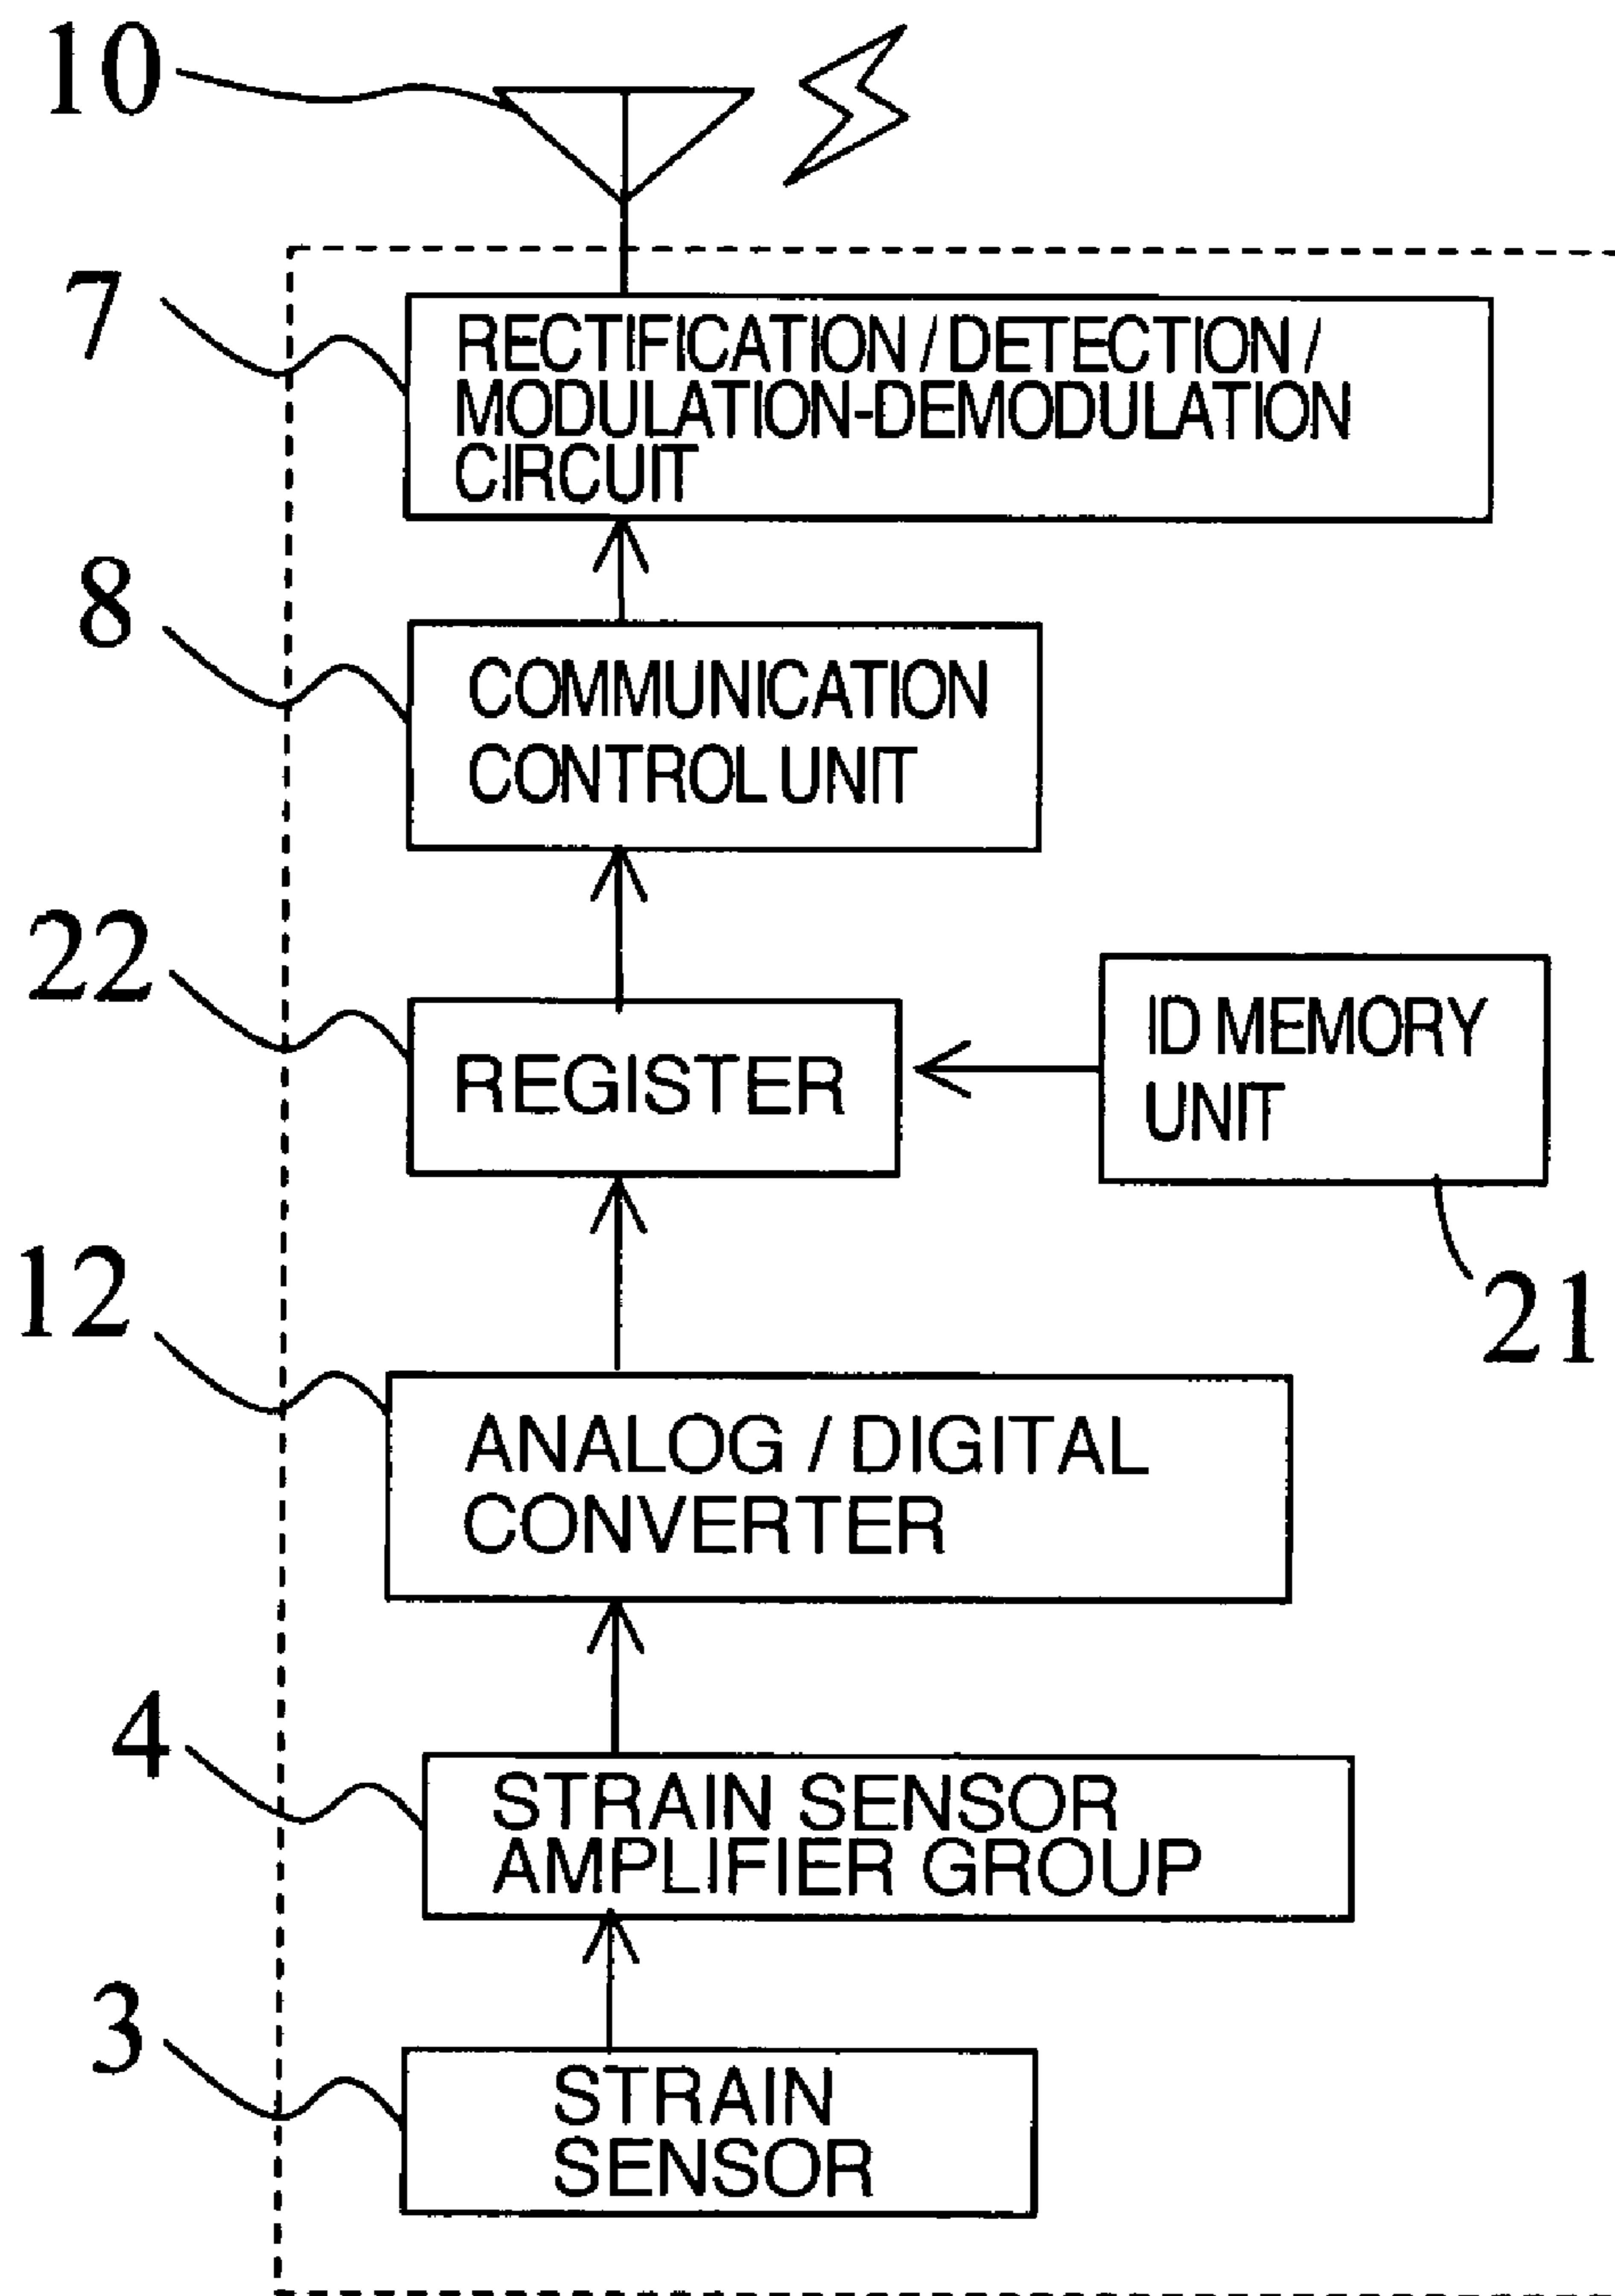 10
7
RECTIFICATION / DETECTION /
MODULATION-DEMODULATION
CIRCUIT
8
COMMUNICATION
CONTROL UNIT
22
REGISTER
ID MEMORY
UNIT
21
12
ANALOG / DIGITAL
CONVERTER
4
STRAIN SENSOR
AMPLIFIER GROUP
3
STRAIN
SENSOR